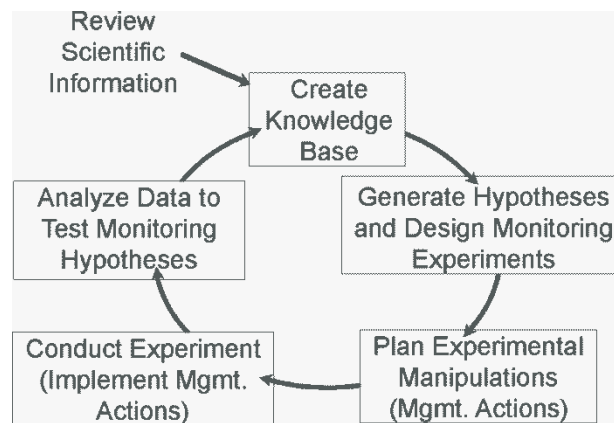 Review
Scientific
Information
Create
Knowledge
Base
Generate Hypotheses
and Design Monitoring
Experiments
Plan Experimental
Manipulations
(Mgmt. Actions)
Conduct Experiment
(Implement Mgmt.
Actions)
Analyze Data to
Test Monitoring
Hypotheses